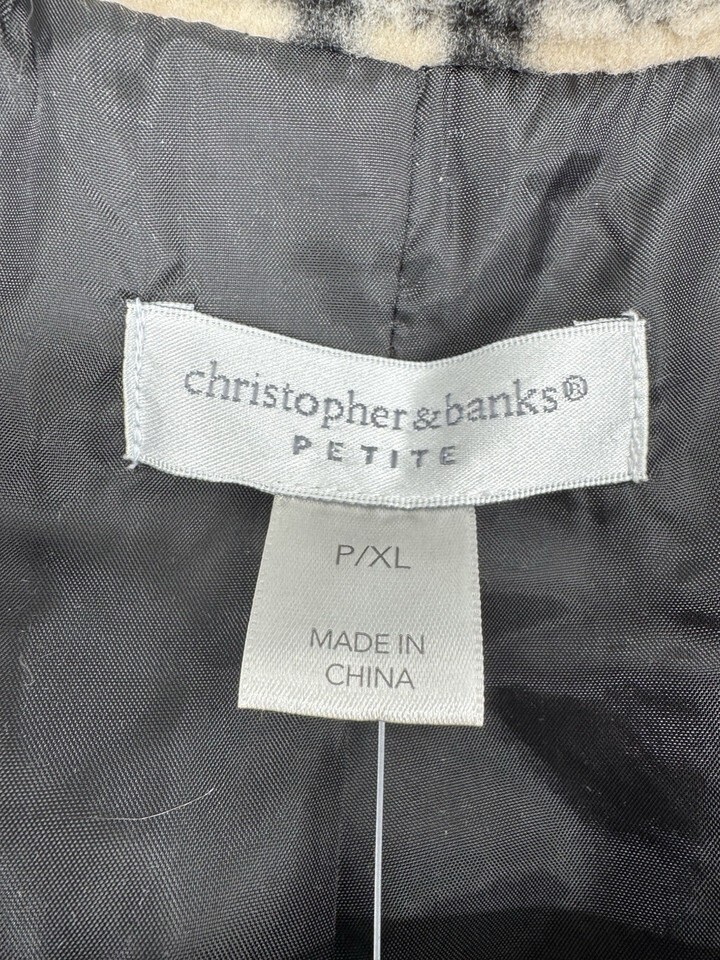 christopher&banks®
PETITE
P/XL
MADE IN
CHINA